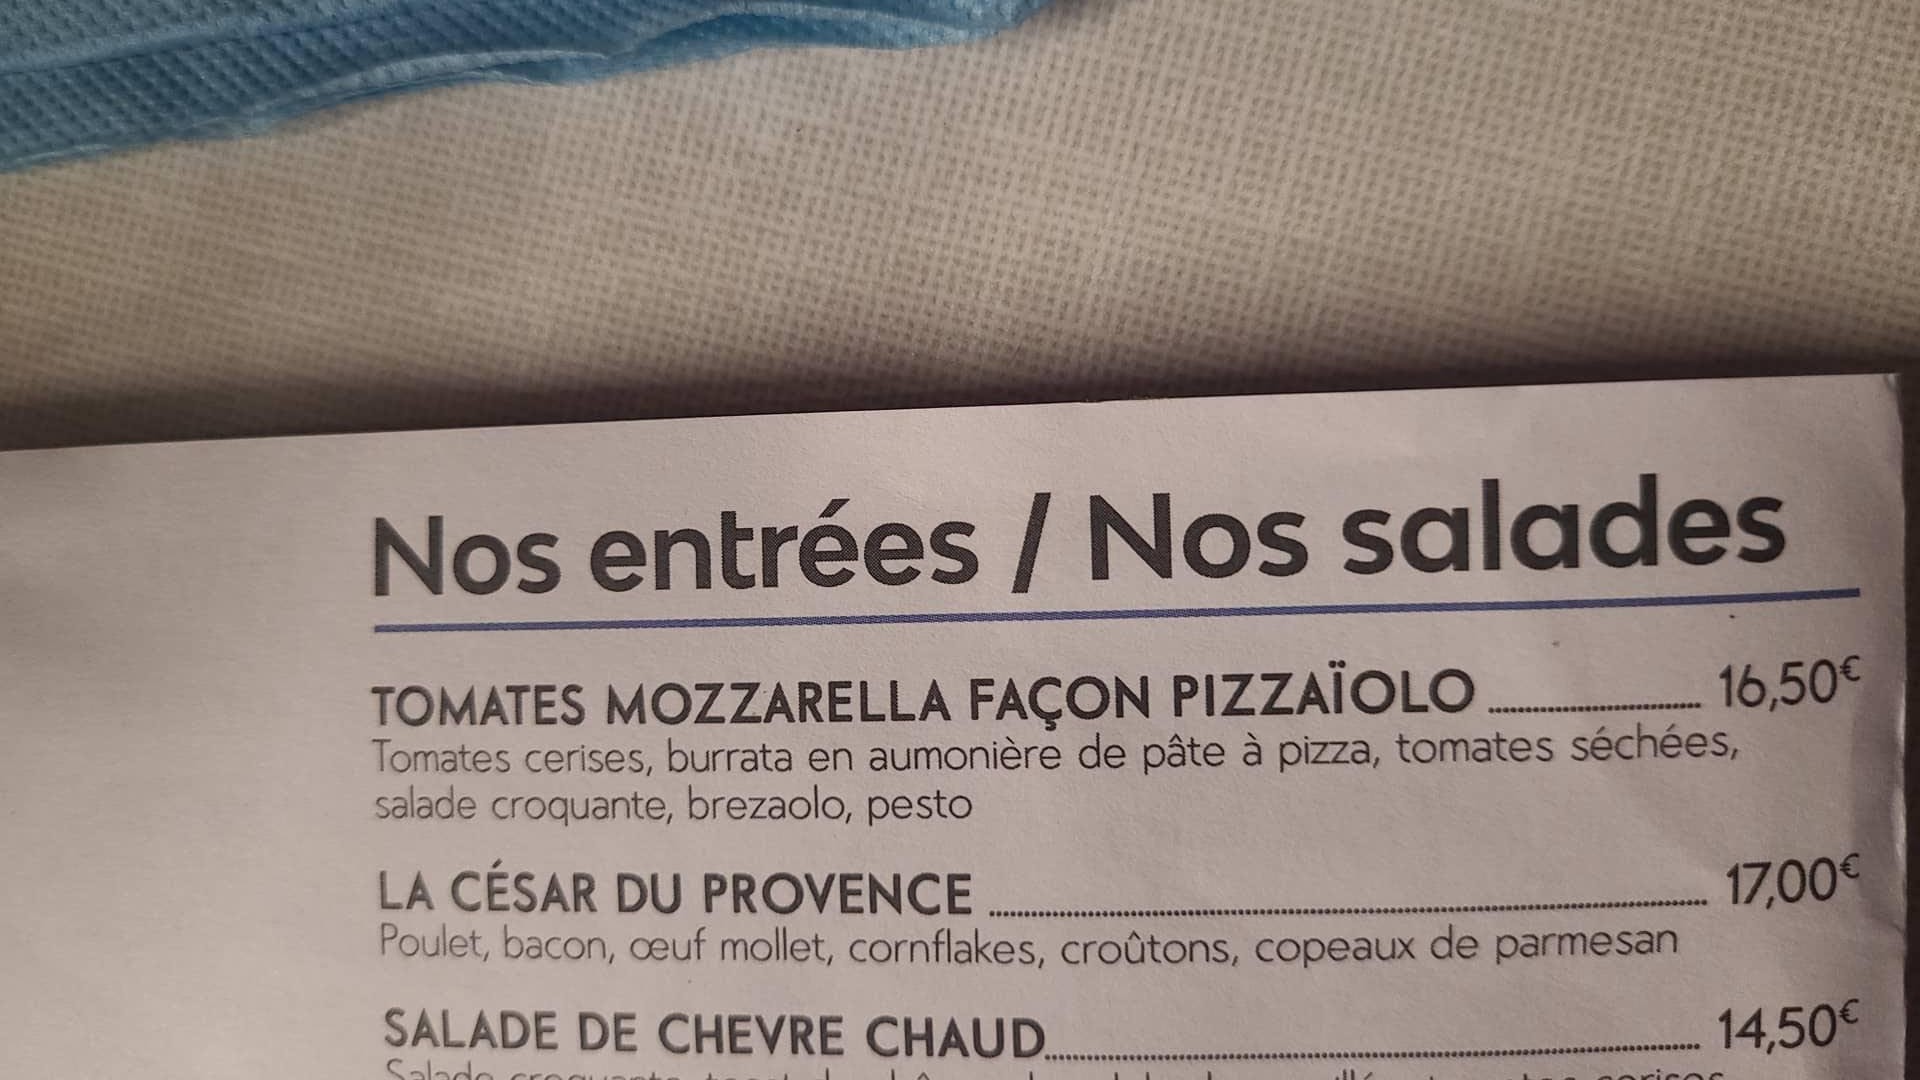 Nos entrées / Nos salades
TOMATES MOZZARELLA FAÇON PIZZAÏOLO 16,50€
Tomates cerises, burrata en aumonière de pâte à pizza, tomates séchées,
salade croquante, brezaolo, pesto
LA CÉSAR DU PROVENCE 17,00€
Poulet, bacon, œuf mollet, cornflakes, croûtons, copeaux de parmesan
SALADE DE CHEVRE CHAUD 14,50€